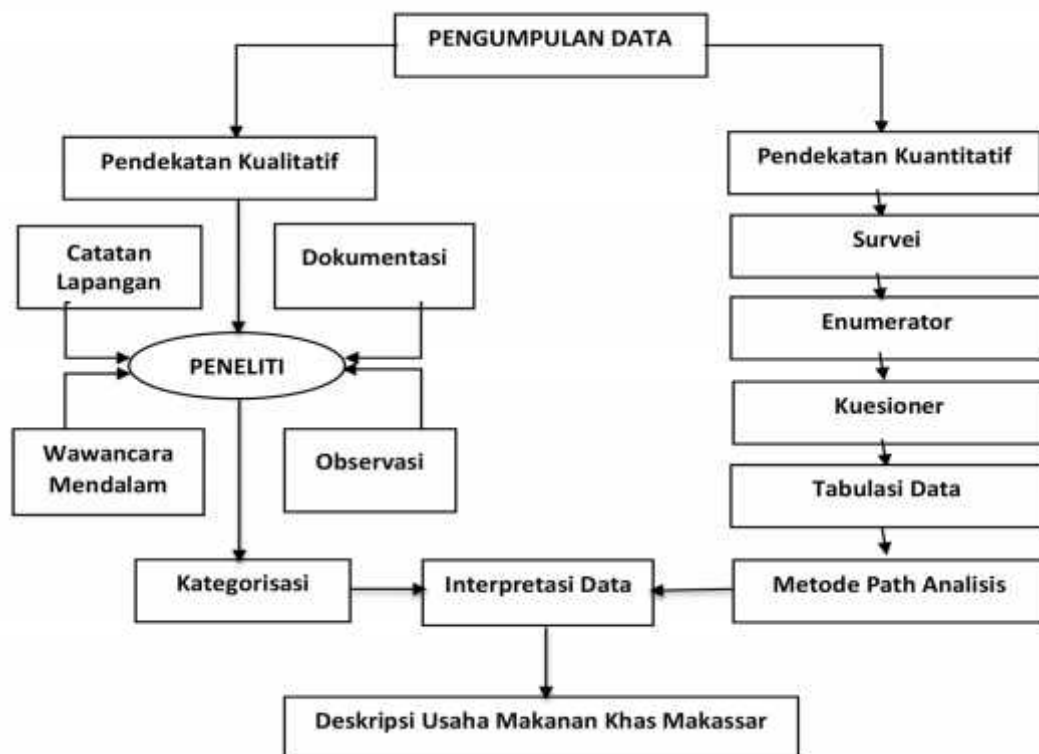 PENGUMPULAN DATA
Pendekatan Kualitatif
Pendekatan Kuantitatif
Catatan
Lapangan
Dokumentasi
Survei
Enumerator
PENELITI
Kuesioner
Wawancara
Mendalam
Observasi
Tabulasi Data
Kategorisasi
Interpretasi Data
Metode Path Analisis
Deskripsi Usaha Makanan Khas Makassar